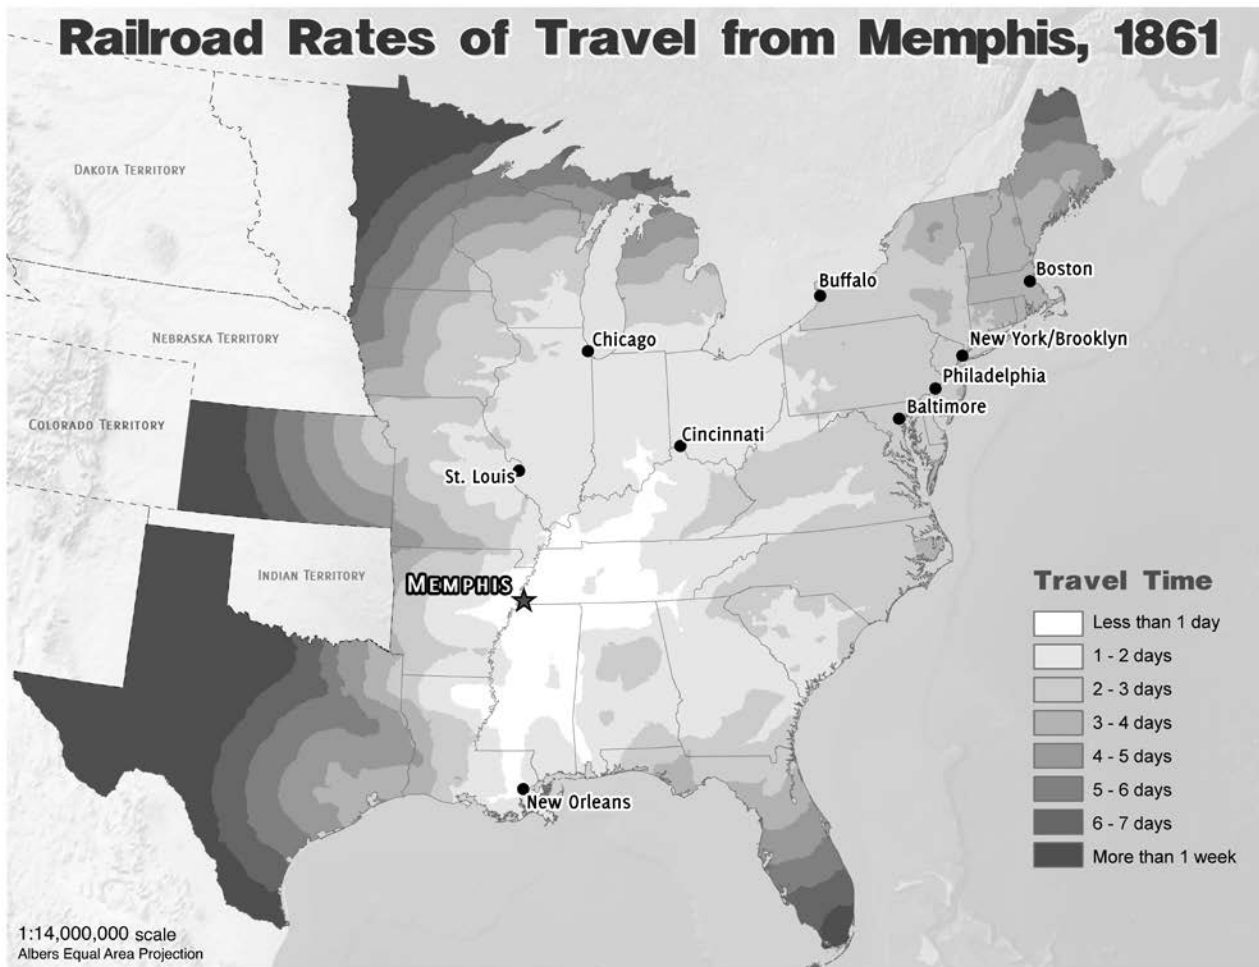 Railroad Rates of Travel from Memphis, 1861
DAKOTA TERRITORY
NEBRASKA TERRITORY
COLORADO TERRITORY
INDIAN TERRITORY
Buffalo
Boston
New York/Brooklyn
Chicago
Philadelphia
Baltimore
Cincinnati
St. Louis
MEMPHIS
New Orleans
Travel Time
Less than 1 day
1 - 2 days
2 - 3 days
3 - 4 days
4 - 5 days
5 - 6 days
6 - 7 days
More than 1 week
1:14,000,000 scale
Albers Equal Area Projection